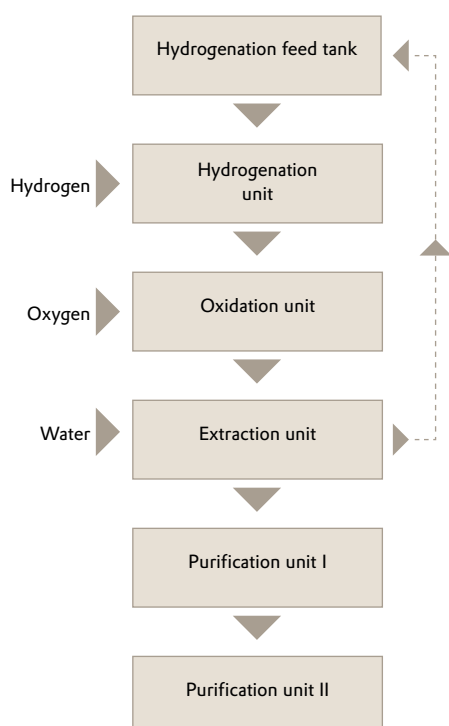 Hydrogenation feed tank
Hydrogen
Hydrogenation
unit
Oxygen
Oxidation unit
Water
Extraction unit
Purification unit I
Purification unit II